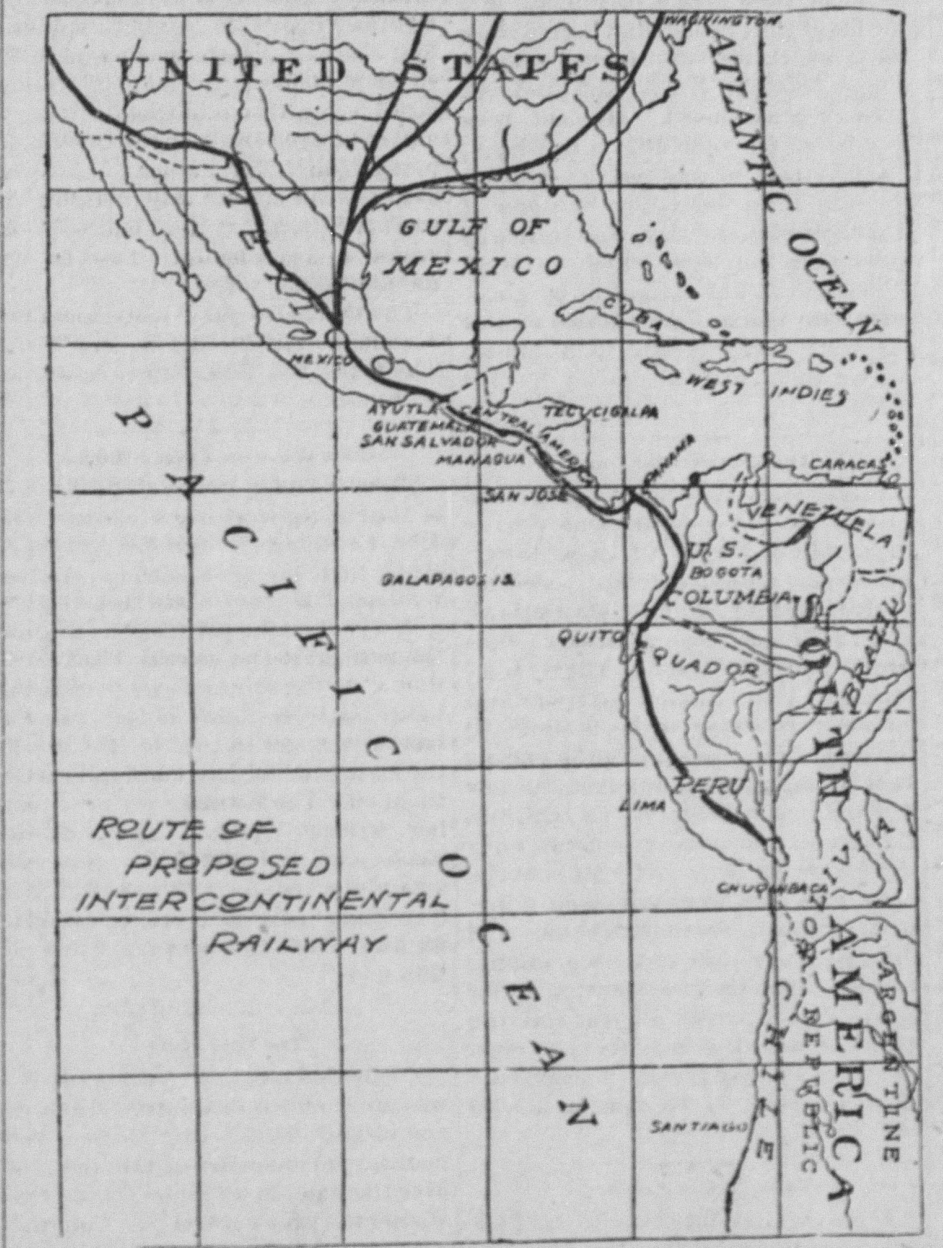 WASHINGTON
UNITED STATES
ATLANTIC
OCEAN
MEXICO
GULF OF
MEXICO
CUBA
MEXICO
WEST INDIES
AYUTLA
CENTRAL AMERICA
TECUCIGALPA
GUATEMALA
SAN SALVADOR
MANAGUA
PANAMA
CARACAS
SAN JOSE
VENEZUELA
U.S.
BOGOTA
COLUMBIA
GALAPAGOS IS.
QUITO
QUADOR
BRAZIL
SOUTH
AMERICA
PERU
LIMA
PACIFIC
OCEAN
ROUTE OF
PROPOSED
INTERCONTINENTAL
RAILWAY
CHUQUIBACA
ARGENTINE
REPUBLIC
SANTIAGO